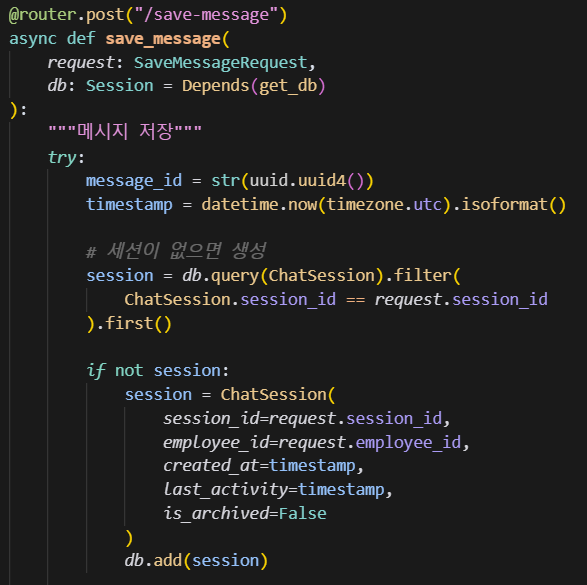 @router.post("/save-message")
async def save_message(
    request: SaveMessageRequest,
    db: Session = Depends(get_db)
):
    """메시지 저장"""
    try:
        message_id = str(uuid.uuid4())
        timestamp = datetime.now(timezone.utc).isoformat()

        # 세션이 없으면 생성
        session = db.query(ChatSession).filter(
            ChatSession.session_id == request.session_id
        ).first()

        if not session:
            session = ChatSession(
                session_id=request.session_id,
                employee_id=request.employee_id,
                created_at=timestamp,
                last_activity=timestamp,
                is_archived=False
            )
            db.add(session)